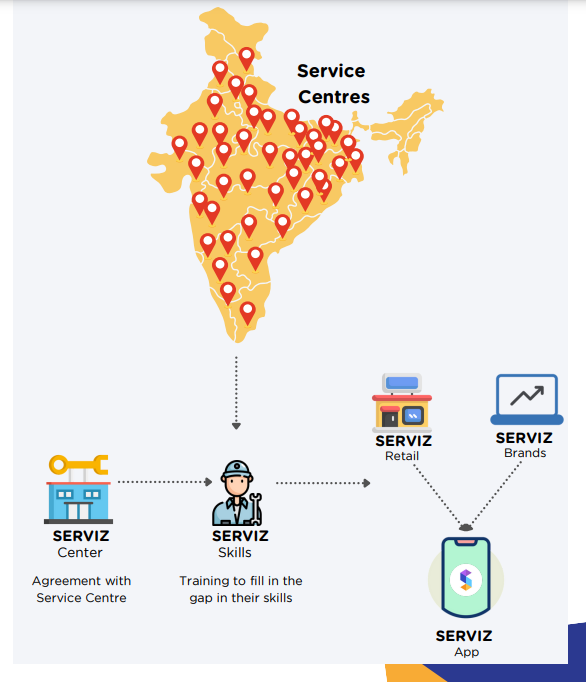 Service
Centres
SERVIZ
Retail
SERVIZ
Brands
SERVIZ
Center
Agreement with
Service Centre
SERVIZ
Skills
Training to fill in the
gap in their skills
SERVIZ
App